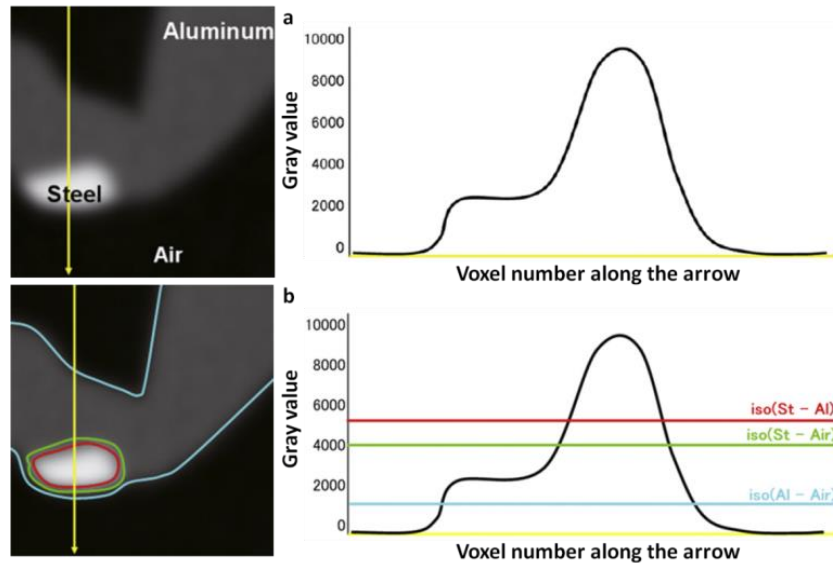 Aluminum
Steel
Air
a
10000
8000
6000
4000
2000
0
Gray value
Voxel number along the arrow
b
10000
8000
6000
4000
2000
0
Gray value
iso(St - Al)
iso(St - Air)
iso(Al - Air)
Voxel number along the arrow